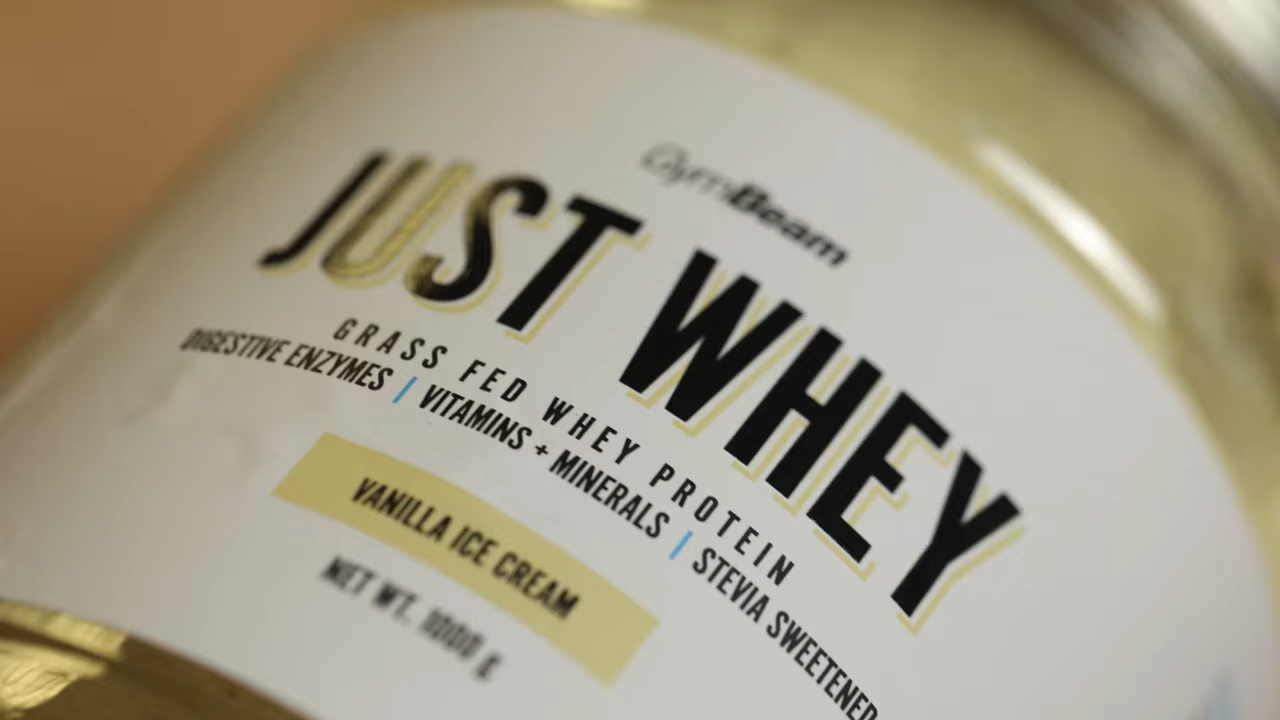 GymBeam
JUST WHEY
GRASS FED WHEY PROTEIN
DIGESTIVE ENZYMES | VITAMINS + MINERALS | STEVIA SWEETENED
VANILLA ICE CREAM
NET WT. 1000 g